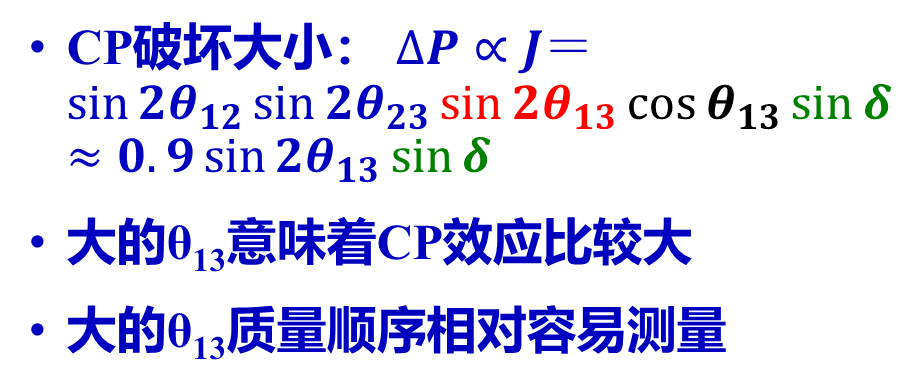 • CP破坏大小： ΔP ∝ J＝
sin 2θ₁₂ sin 2θ₂₃ sin 2θ₁₃ cos θ₁₃ sin δ
≈ 0.9 sin 2θ₁₃ sin δ
• 大的θ₁₃意味着CP效应比较大
• 大的θ₁₃质量顺序相对容易测量